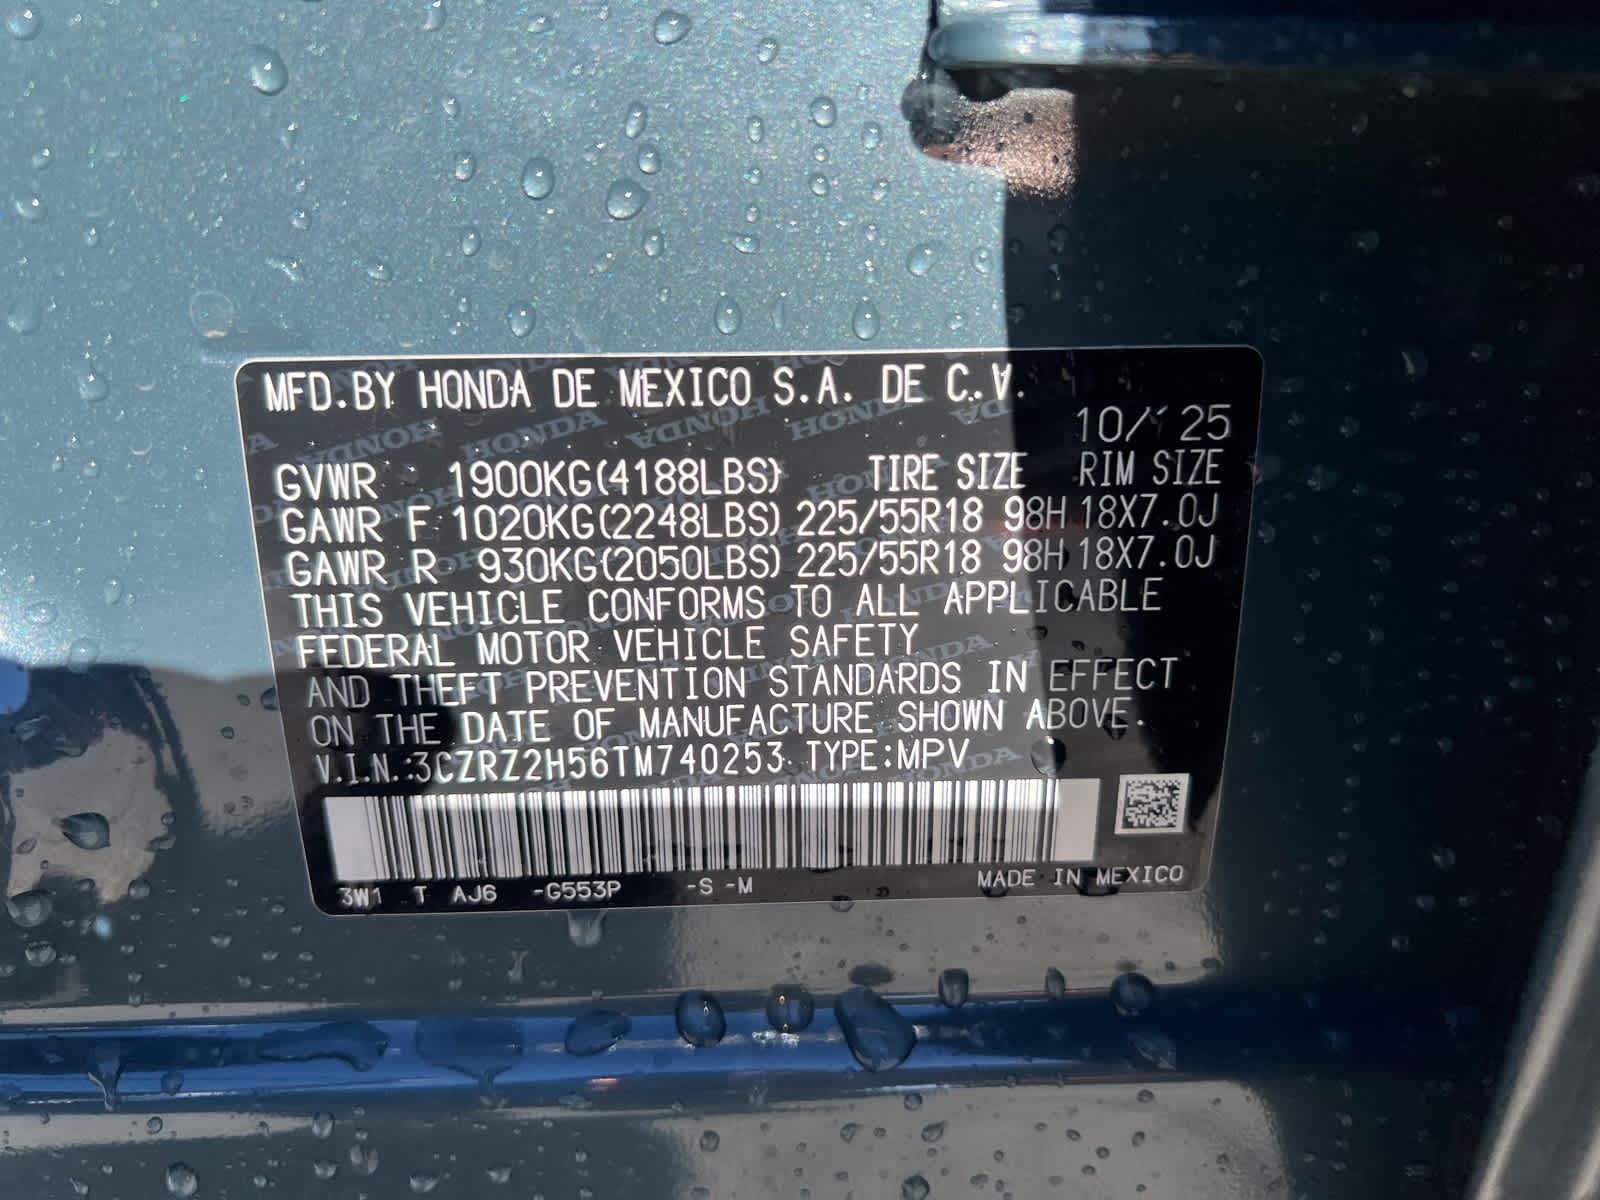 MFD.BY HONDA DE MEXICO S.A. DE C.V.
10/25
GVWR 1900KG(4188LBS) TIRE SIZE RIM SIZE
GAWR F 1020KG(2248LBS) 225/55R18 98H 18X7.0J
GAWR R 930KG(2050LBS) 225/55R18 98H 18X7.0J
THIS VEHICLE CONFORMS TO ALL APPLICABLE
FEDERAL MOTOR VEHICLE SAFETY
AND THEFT PREVENTION STANDARDS IN EFFECT
ON THE DATE OF MANUFACTURE SHOWN ABOVE.
V.I.N.:3CZRZ2H56TM740253 TYPE:MPV
3W1 T AJ6 -G553P -S -M MADE IN MEXICO